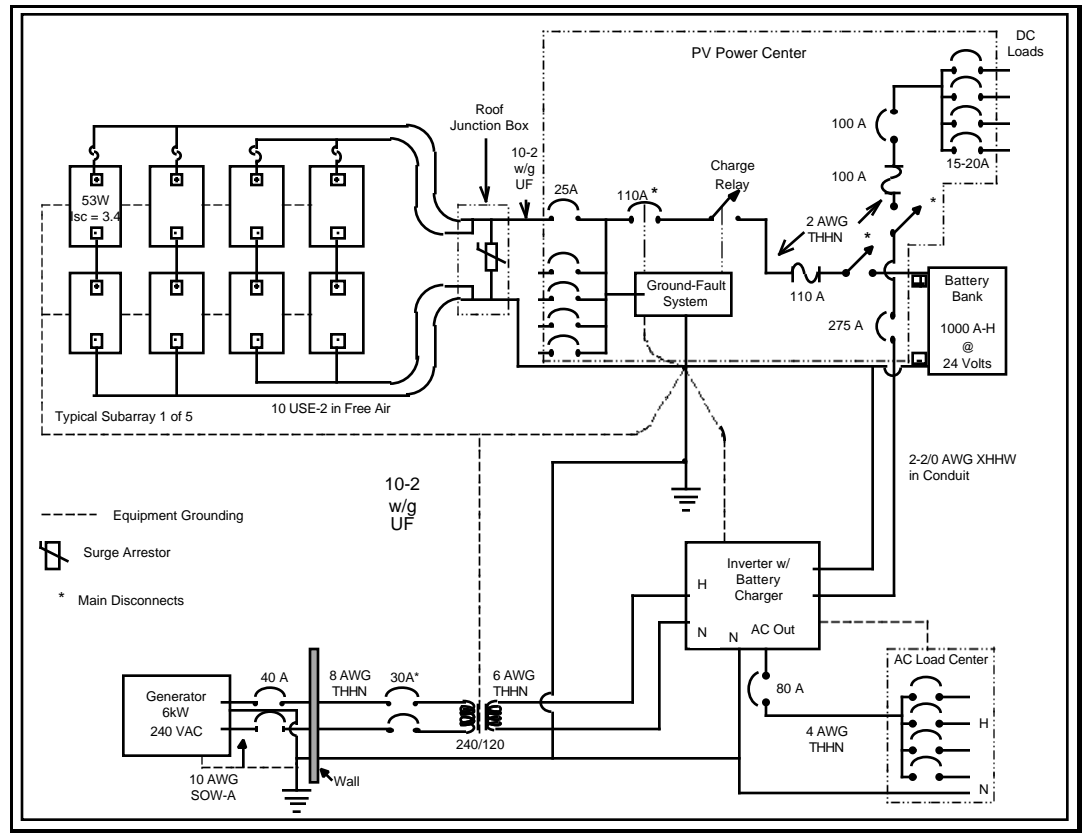 DC
Loads
PV Power Center
Roof
Junction Box
100 A
10-2
w/g
UF
Charge
Relay
15-20A
25A
110A *
100 A
53W
Isc = 3.4
2 AWG
THHN
*
*
Ground-Fault
System
110 A
Battery
Bank
1000 A-H
@
24 Volts
275 A
Typical Subarray 1 of 5
10 USE-2 in Free Air
2-2/0 AWG XHHW
in Conduit
10-2
w/g
UF
Equipment Grounding
Surge Arrestor
* Main Disconnects
Inverter w/
Battery
Charger
H
N
N
AC Out
AC Load Center
40 A
8 AWG
THHN
30A*
6 AWG
THHN
80 A
Generator
6kW
240 VAC
H
4 AWG
THHN
240/120
10 AWG
SOW-A
Wall
N